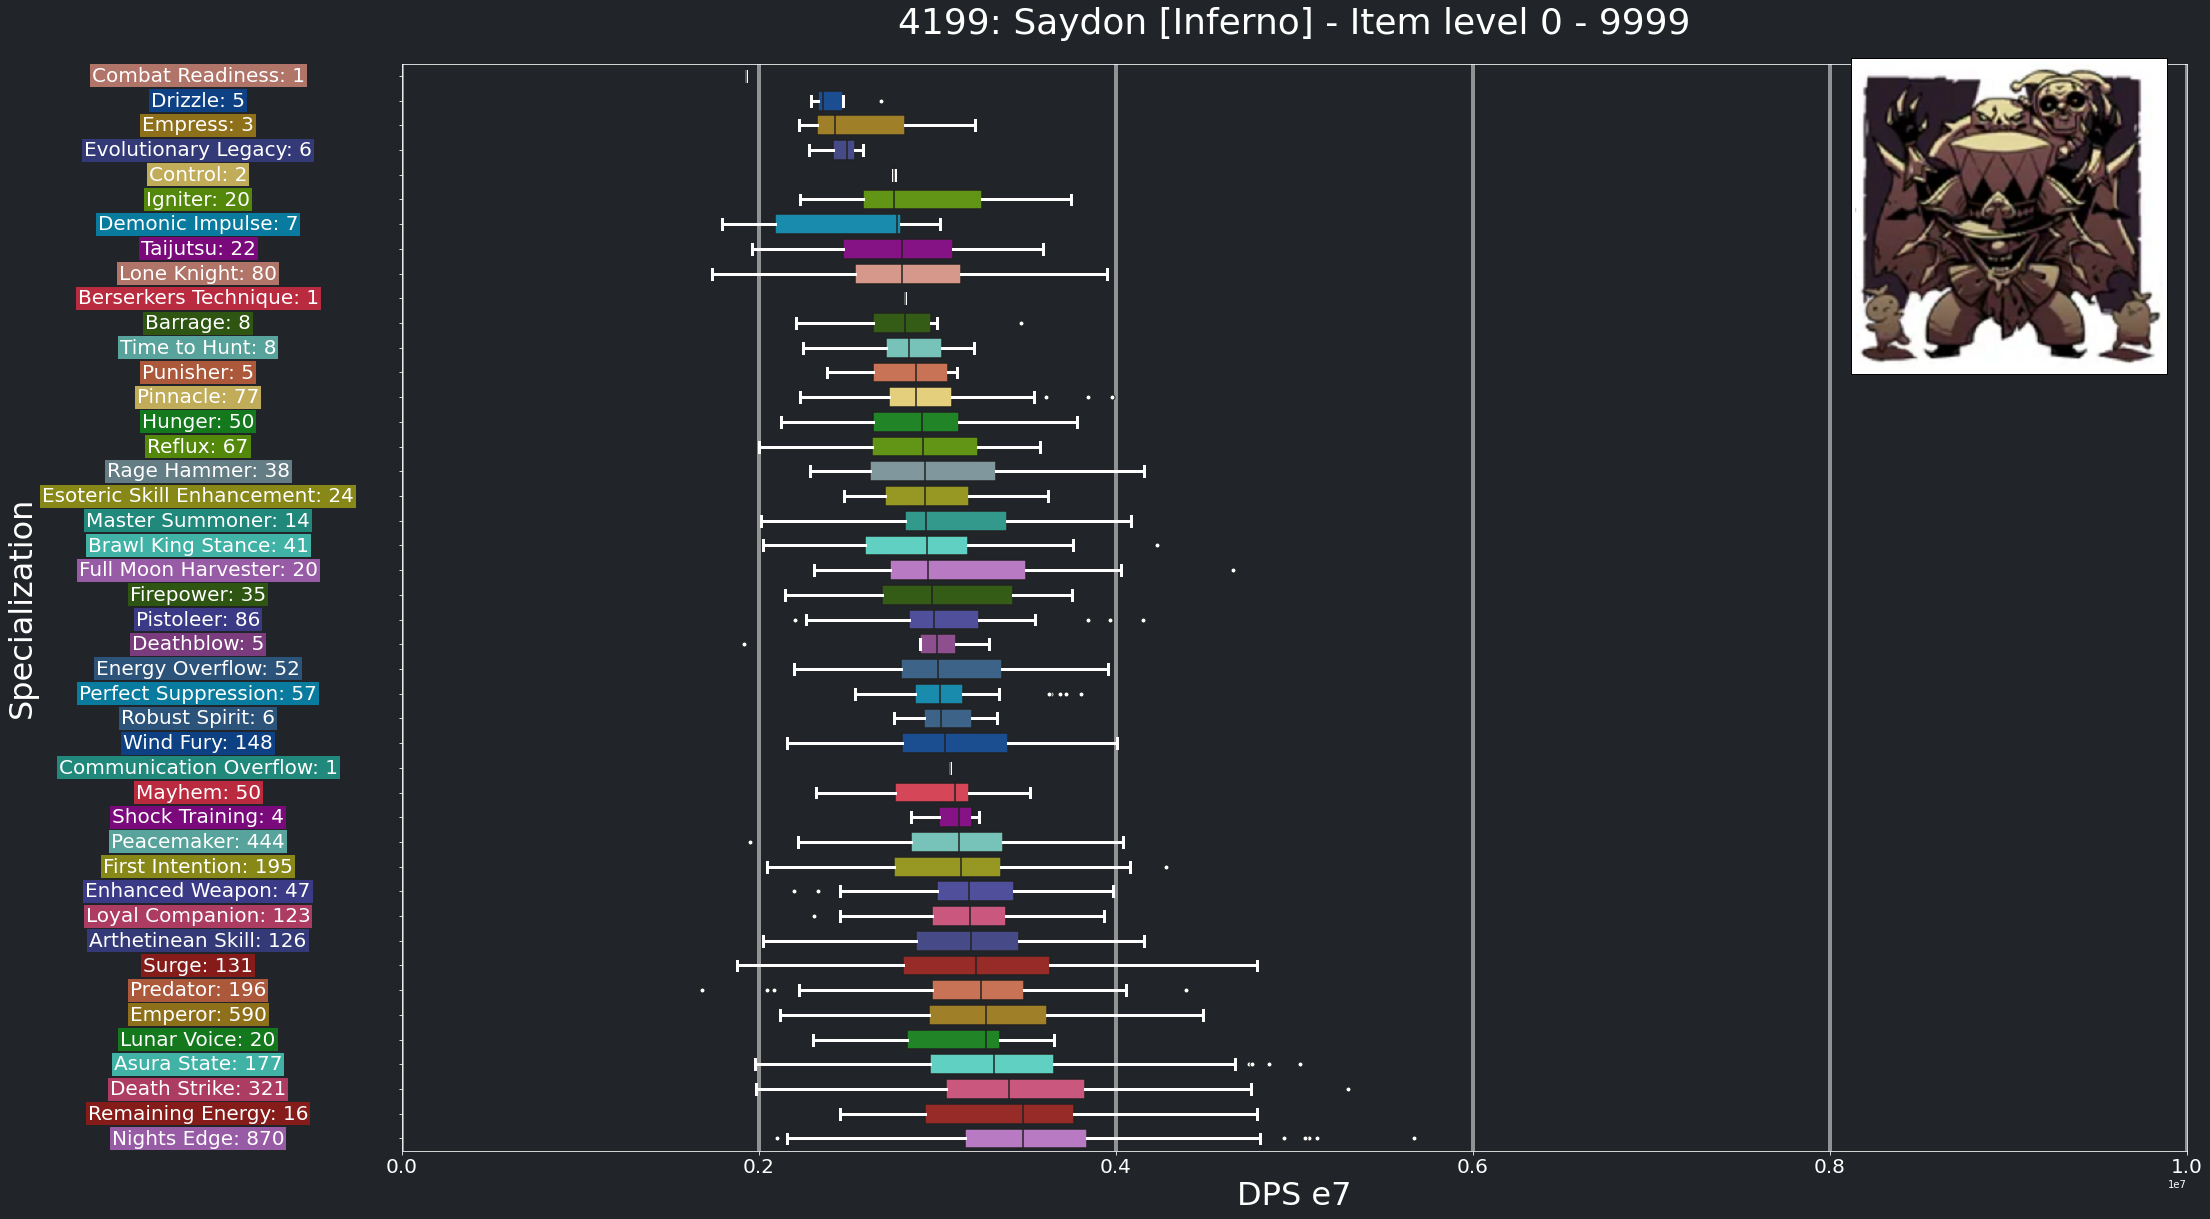 4199: Saydon [Inferno] - Item level 0 - 9999
Combat Readiness: 1
Drizzle: 5
Empress: 3
Evolutionary Legacy: 6
Control: 2
Igniter: 20
Demonic Impulse: 7
Taijutsu: 22
Lone Knight: 80
Berserkers Technique: 1
Barrage: 8
Time to Hunt: 8
Punisher: 5
Pinnacle: 77
Hunger: 50
Reflux: 67
Rage Hammer: 38
Esoteric Skill Enhancement: 24
Master Summoner: 14
Brawl King Stance: 41
Full Moon Harvester: 20
Firepower: 35
Pistoleer: 86
Deathblow: 5
Energy Overflow: 52
Perfect Suppression: 57
Robust Spirit: 6
Wind Fury: 148
Communication Overflow: 1
Mayhem: 50
Shock Training: 4
Peacemaker: 444
First Intention: 195
Enhanced Weapon: 47
Loyal Companion: 123
Arthetinean Skill: 126
Surge: 131
Predator: 196
Emperor: 590
Lunar Voice: 20
Asura State: 177
Death Strike: 321
Remaining Energy: 16
Nights Edge: 870
Specialization
0.0 0.2 0.4 0.6 0.8 1.0
1e7
DPS e7